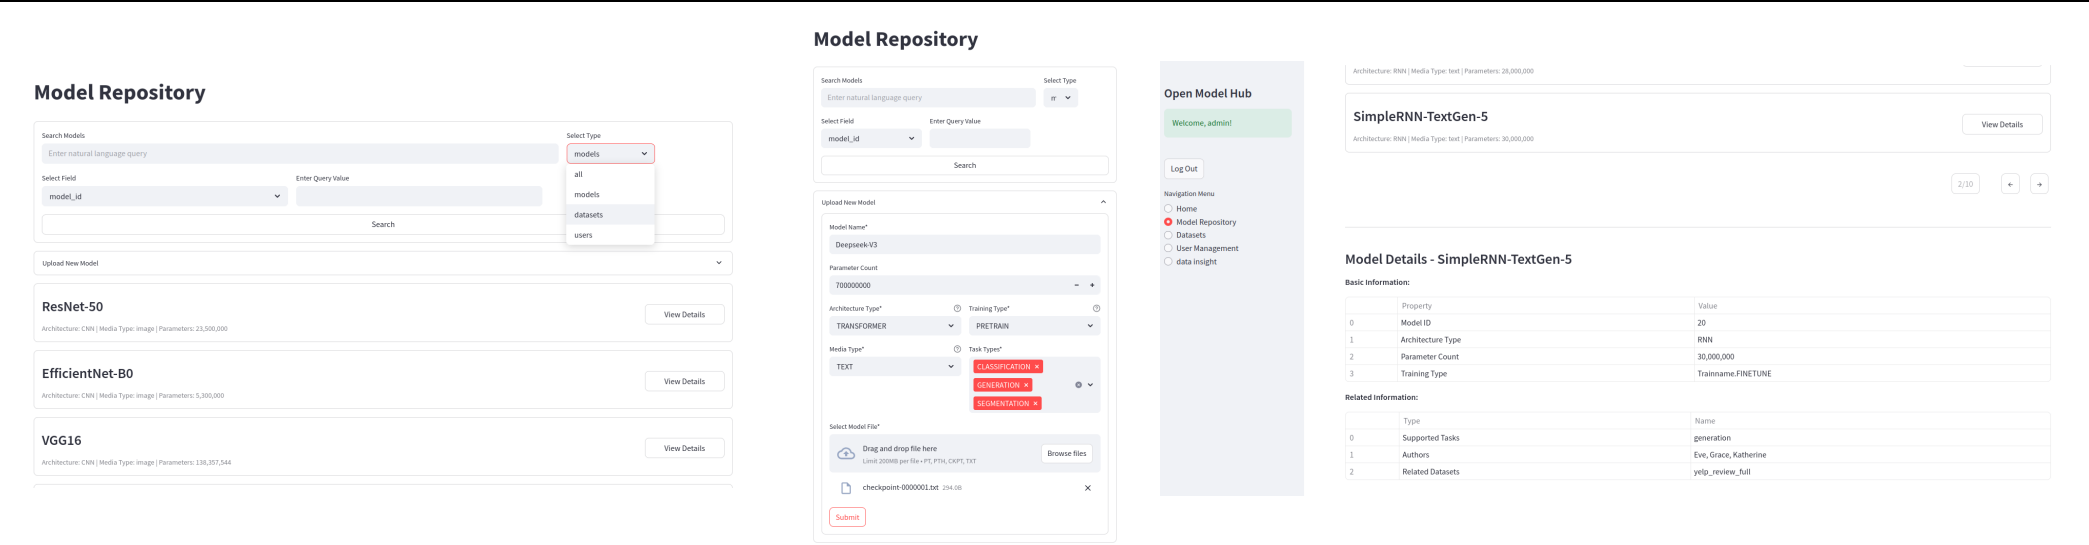 Model Repository
Search Models
Select Type
Enter natural language query
models
all
models
datasets
users
Select Field
Enter Query Value
model_id
Search
Upload New Model
ResNet-50
Architecture: CNN | Media Type: image | Parameters: 23,500,000
View Details
EfficientNet-B0
Architecture: CNN | Media Type: image | Parameters: 5,300,000
View Details
VGG16
Architecture: CNN | Media Type: image | Parameters: 138,357,544
View Details
Model Repository
Search Models
Select Type
Enter natural language query
Select Field
Enter Query Value
model_id
Search
Upload New Model
Model Name*
Deepseek-V3
Parameter Count
700000000
Architecture Type*
Training Type*
TRANSFORMER
PRETRAIN
Media Type*
Task Types*
TEXT
CLASSIFICATION
GENERATION
SEGMENTATION
Select Model File*
Drag and drop file here
Limit 200MB per file • PT, PTH, CKPT, TXT
Browse files
checkpoint-0000001.txt 294.0B
Submit
Open Model Hub
Welcome, admin!
Log Out
Navigation Menu
Home
Model Repository
Datasets
User Management
data insight
Architecture: RNN | Media Type: text | Parameters: 28,000,000
SimpleRNN-TextGen-5
Architecture: RNN | Media Type: text | Parameters: 30,000,000
View Details
2/10
Model Details - SimpleRNN-TextGen-5
Basic Information:
Property Value
0 Model ID 20
1 Architecture Type RNN
2 Parameter Count 30,000,000
3 Training Type Trainname.FINETUNE
Related Information:
Type Name
0 Supported Tasks generation
1 Authors Eve, Grace, Katherine
2 Related Datasets yelp_review_full